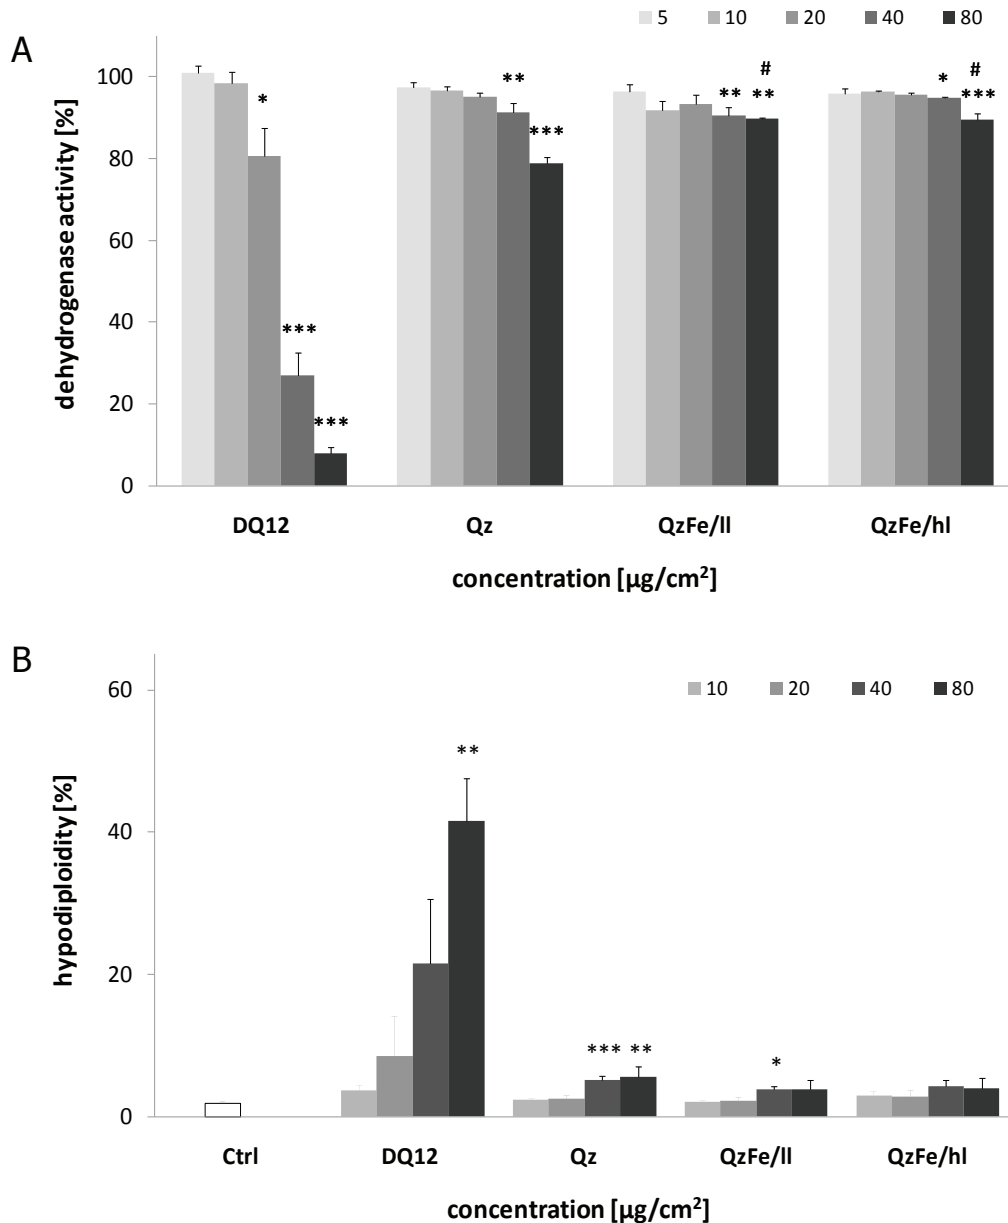 5 10 20 40 80
A
dehydrogenase activity [%]
100
80
60
40
20
0
*
***
***
**
***
**
#
**
*
#
***
DQ12 Qz QzFe/ll QzFe/hl
concentration [µg/cm²]
B
10 20 40 80
hypodiploidity [%]
60
40
20
0
**
***
**
*
Ctrl DQ12 Qz QzFe/ll QzFe/hl
concentration [µg/cm²]